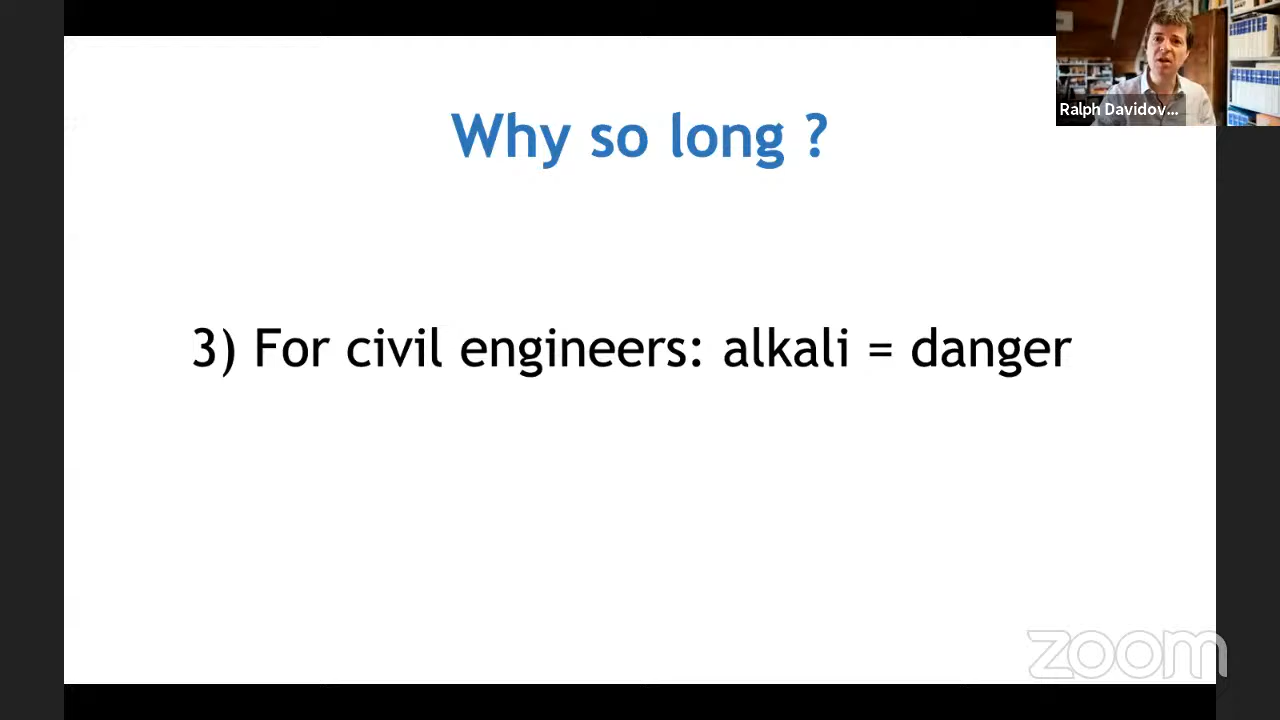 Ralph Davidov...
Why so long ?
3) For civil engineers: alkali = danger
zoom